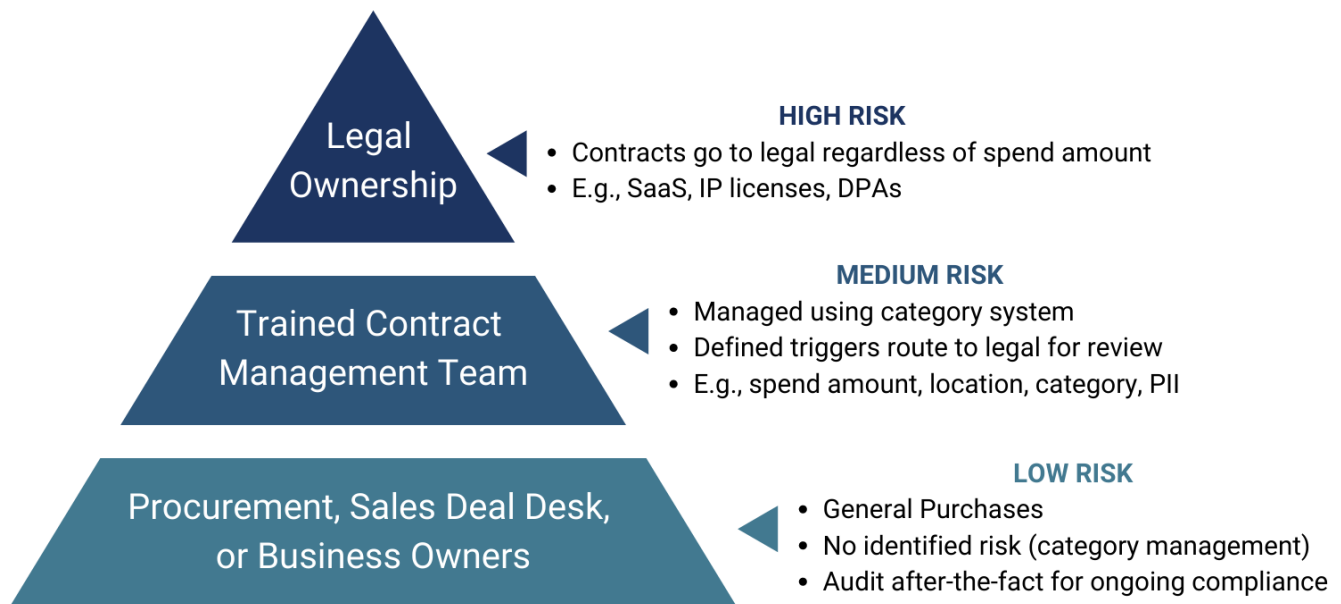 Legal
Ownership
HIGH RISK
• Contracts go to legal regardless of spend amount
• E.g., SaaS, IP licenses, DPAs
Trained Contract
Management Team
MEDIUM RISK
• Managed using category system
• Defined triggers route to legal for review
• E.g., spend amount, location, category, PII
Procurement, Sales Deal Desk,
or Business Owners
LOW RISK
• General Purchases
• No identified risk (category management)
• Audit after-the-fact for ongoing compliance